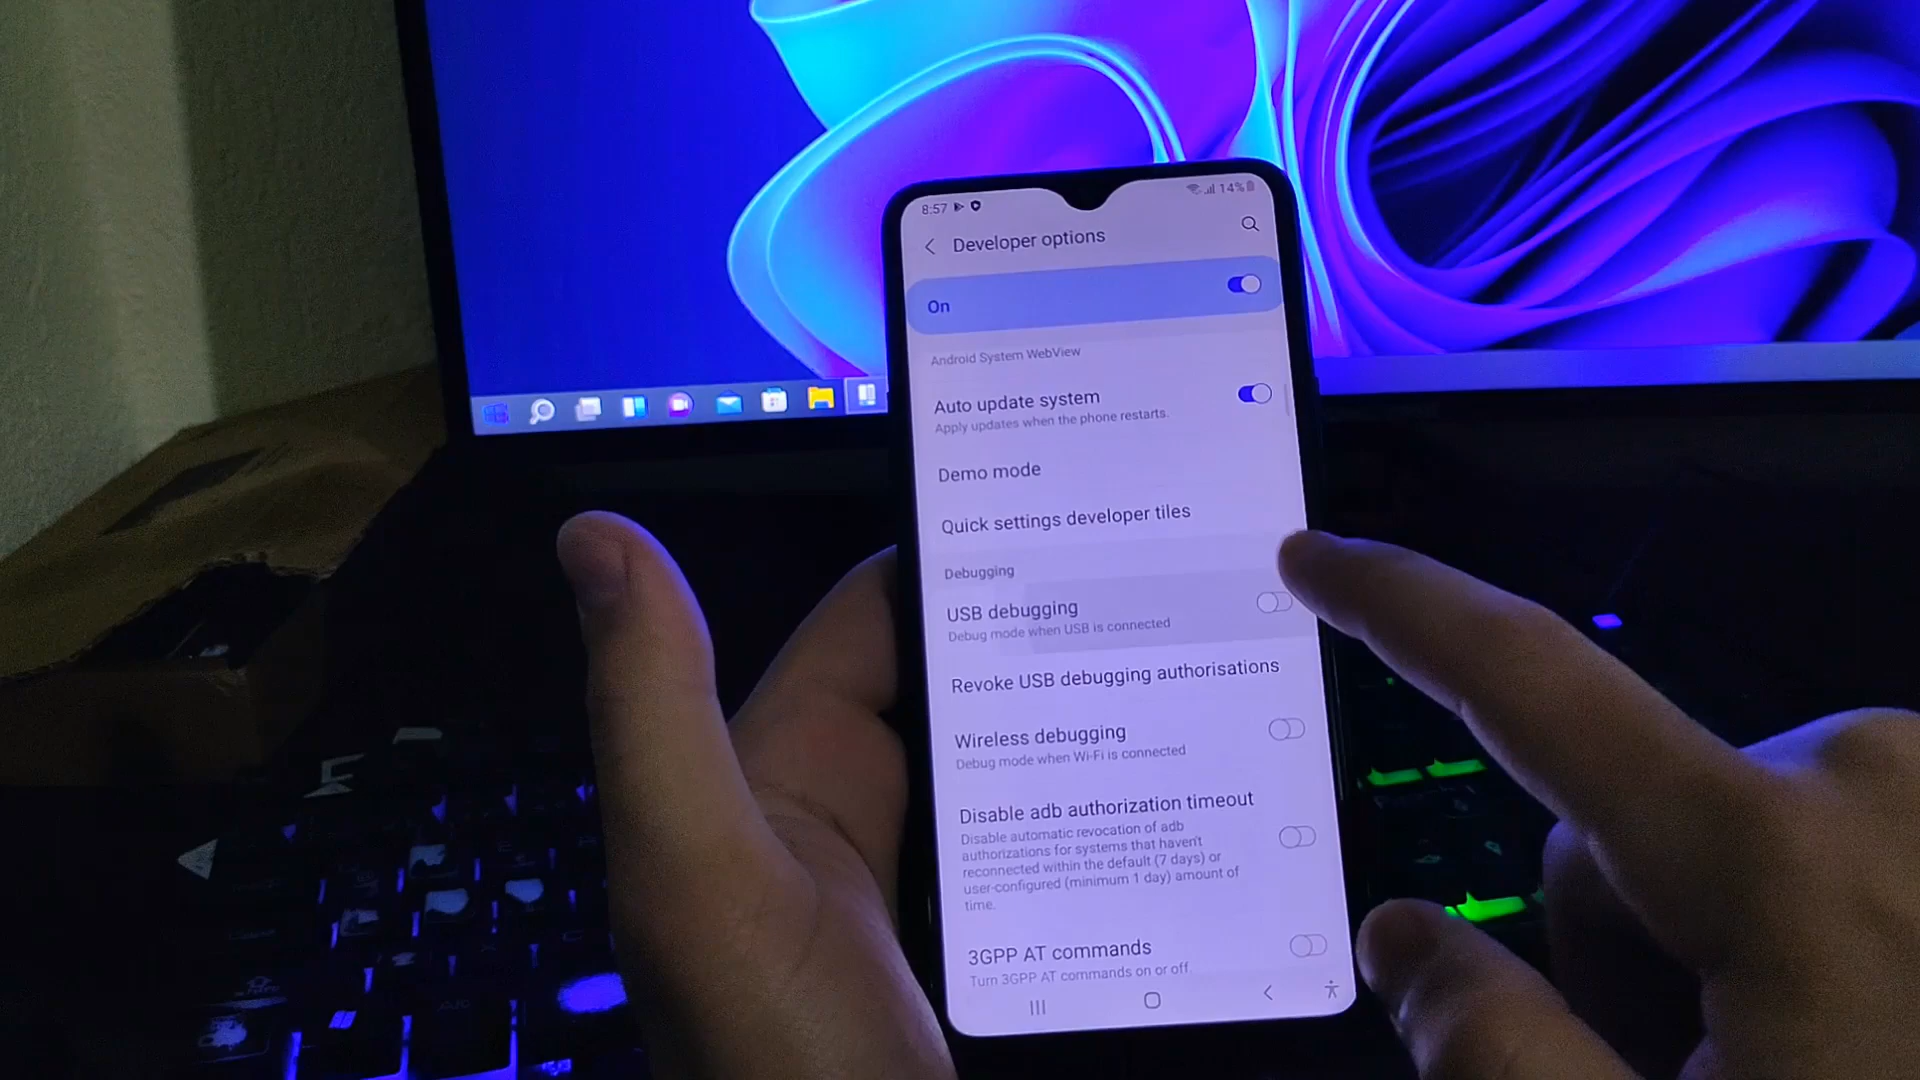 8:57
14%
Developer options
On
Android System WebView
Auto update system
Apply updates when the phone restarts.
Demo mode
Quick settings developer tiles
Debugging
USB debugging
Debug mode when USB is connected
Revoke USB debugging authorisations
Wireless debugging
Debug mode when Wi-Fi is connected
Disable adb authorization timeout
Disable automatic revocation of adb
authorizations for systems that haven't
reconnected within the default (7 days) or
user-configured (minimum 1 day) amount of
time.
3GPP AT commands
Turn 3GPP AT commands on or off.